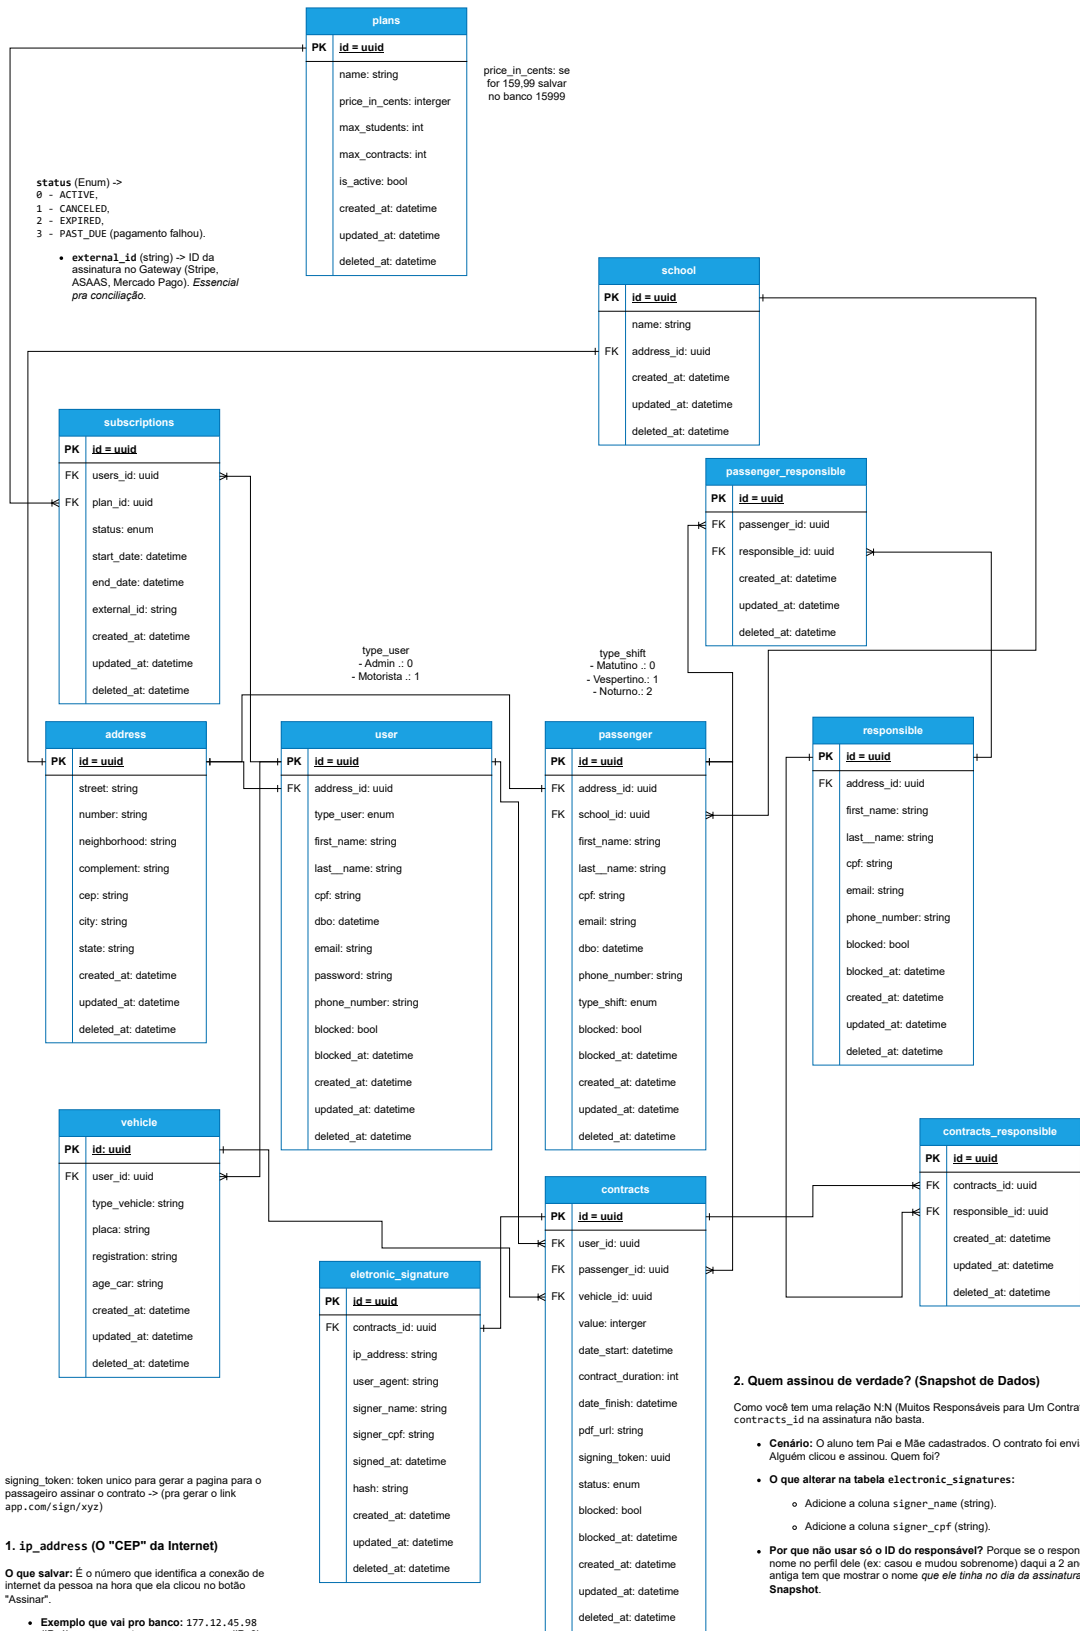 plans
PK id = uuid
name: string
price_in_cents: interger
max_students: int
max_contracts: int
is_active: bool
created_at: datetime
updated_at: datetime
deleted_at: datetime
price_in_cents: se
for 159,99 salvar
no banco 15999
status (Enum) ->
0 - ACTIVE,
1 - CANCELED,
2 - EXPIRED,
3 - PAST_DUE (pagamento falhou).
• external_id (string) -> ID da
assinatura no Gateway (Stripe,
ASAAS, Mercado Pago). Essencial
pra conciliação.
school
PK id = uuid
name: string
FK address_id: uuid
created_at: datetime
updated_at: datetime
deleted_at: datetime
subscriptions
PK id = uuid
FK users_id: uuid
FK plan_id: uuid
status: enum
start_date: datetime
end_date: datetime
external_id: string
created_at: datetime
updated_at: datetime
deleted_at: datetime
passenger_responsible
PK id = uuid
FK passenger_id: uuid
FK responsible_id: uuid
created_at: datetime
updated_at: datetime
deleted_at: datetime
type_user
- Admin .: 0
- Motorista .: 1
type_shift
- Matutino .: 0
- Vespertino.: 1
- Noturno.: 2
address
PK id = uuid
street: string
number: string
neighborhood: string
complement: string
cep: string
city: string
state: string
created_at: datetime
updated_at: datetime
deleted_at: datetime
user
PK id = uuid
FK address_id: uuid
type_user: enum
first_name: string
last__name: string
cpf: string
dbo: datetime
email: string
password: string
phone_number: string
blocked: bool
blocked_at: datetime
created_at: datetime
updated_at: datetime
deleted_at: datetime
passenger
PK id = uuid
FK address_id: uuid
FK school_id: uuid
first_name: string
last__name: string
cpf: string
email: string
dbo: datetime
phone_number: string
type_shift: enum
blocked: bool
blocked_at: datetime
created_at: datetime
updated_at: datetime
deleted_at: datetime
responsible
PK id = uuid
FK address_id: uuid
first_name: string
last__name: string
cpf: string
email: string
phone_number: string
blocked: bool
blocked_at: datetime
created_at: datetime
updated_at: datetime
deleted_at: datetime
vehicle
PK id: uuid
FK user_id: uuid
type_vehicle: string
placa: string
registration: string
age_car: string
created_at: datetime
updated_at: datetime
deleted_at: datetime
contracts_responsible
PK id = uuid
FK contracts_id: uuid
FK responsible_id: uuid
created_at: datetime
updated_at: datetime
deleted_at: datetime
contracts
PK id = uuid
FK user_id: uuid
FK passenger_id: uuid
FK vehicle_id: uuid
value: interger
date_start: datetime
contract_duration: int
date_finish: datetime
pdf_url: string
signing_token: uuid
status: enum
blocked: bool
blocked_at: datetime
created_at: datetime
updated_at: datetime
deleted_at: datetime
eletronic_signature
PK id = uuid
FK contracts_id: uuid
ip_address: string
user_agent: string
signer_name: string
signer_cpf: string
signed_at: datetime
hash: string
created_at: datetime
updated_at: datetime
deleted_at: datetime
signing_token: token unico para gerar a pagina para o
passageiro assinar o contrato -> (pra gerar o link
app.com/sign/xyz)
1. ip_address (O "CEP" da Internet)
O que salvar: É o número que identifica a conexão de
internet da pessoa na hora que ela clicou no botão
"Assinar".
• Exemplo que vai pro banco: 177.12.45.98
2. Quem assinou de verdade? (Snapshot de Dados)
Como você tem uma relação N:N (Muitos Responsáveis para Um Contra
contracts_id na assinatura não basta.
• Cenário: O aluno tem Pai e Mãe cadastrados. O contrato foi envi
Alguém clicou e assinou. Quem foi?
• O que alterar na tabela electronic_signatures:
Adicione a coluna signer_name (string).
Adicione a coluna signer_cpf (string).
• Por que não usar só o ID do responsável? Porque se o respon
nome no perfil dele (ex: casou e mudou sobrenome) daqui a 2 an
antiga tem que mostrar o nome que ele tinha no dia da assinatura
Snapshot.